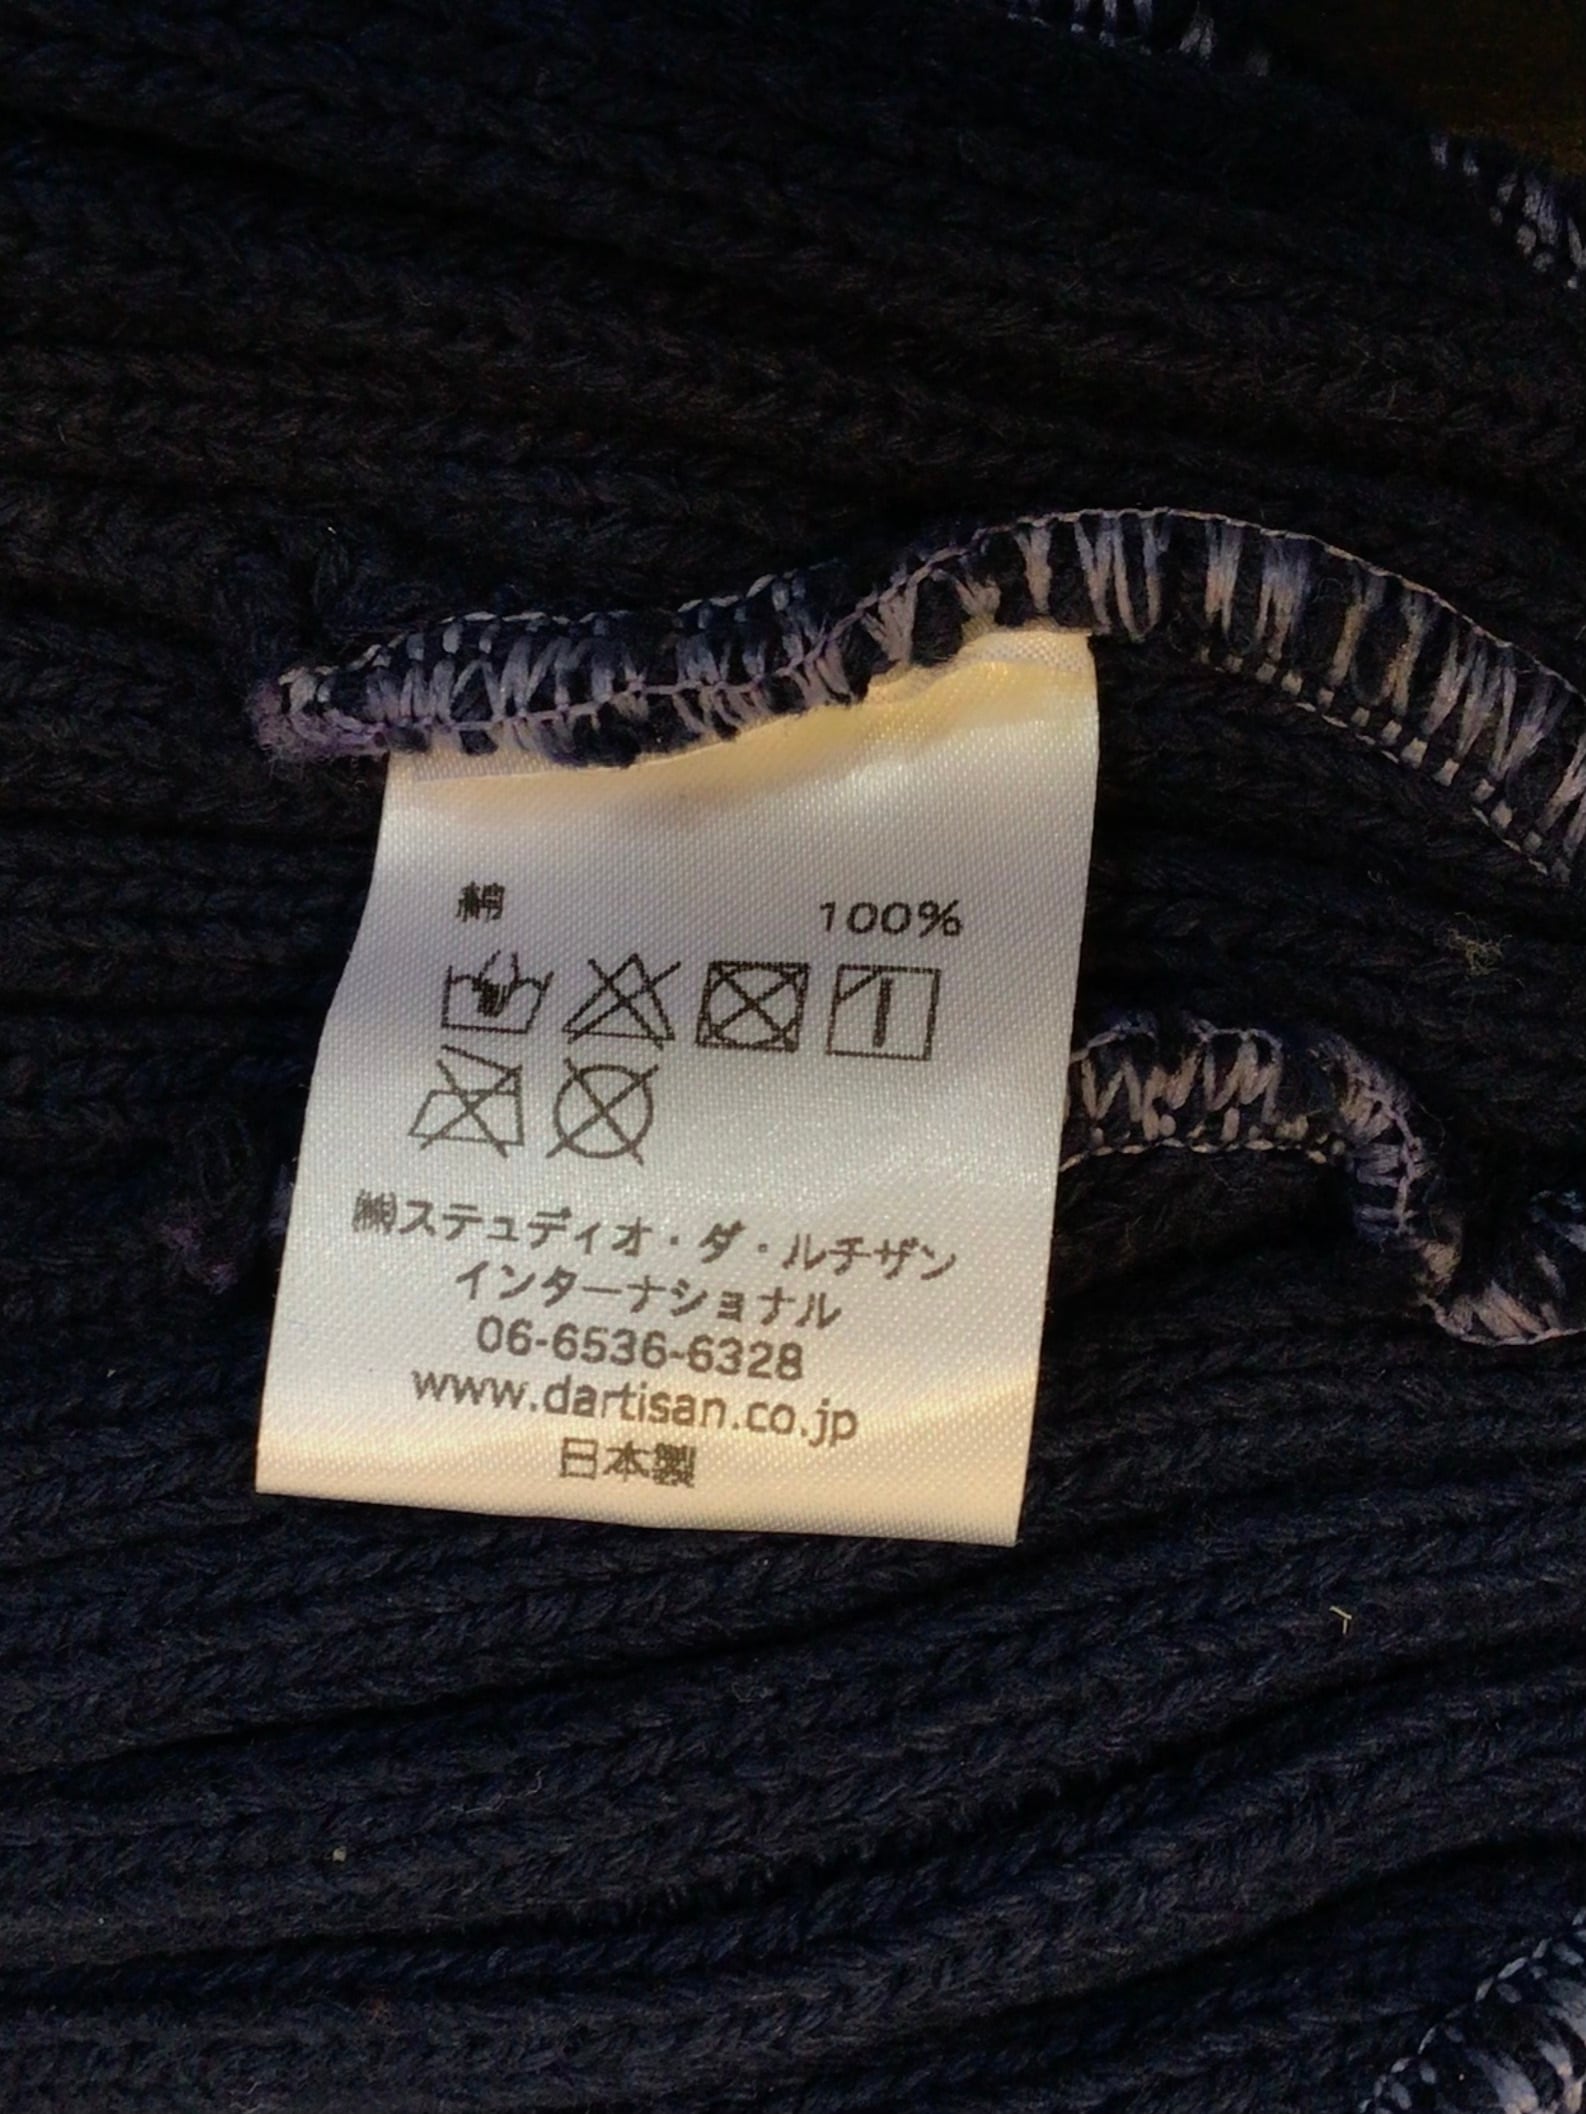 綿 100%
㈱ステュディオ・ダ・ルチザン
インターナショナル
06-6536-6328
www.dartisan.co.jp
日本製